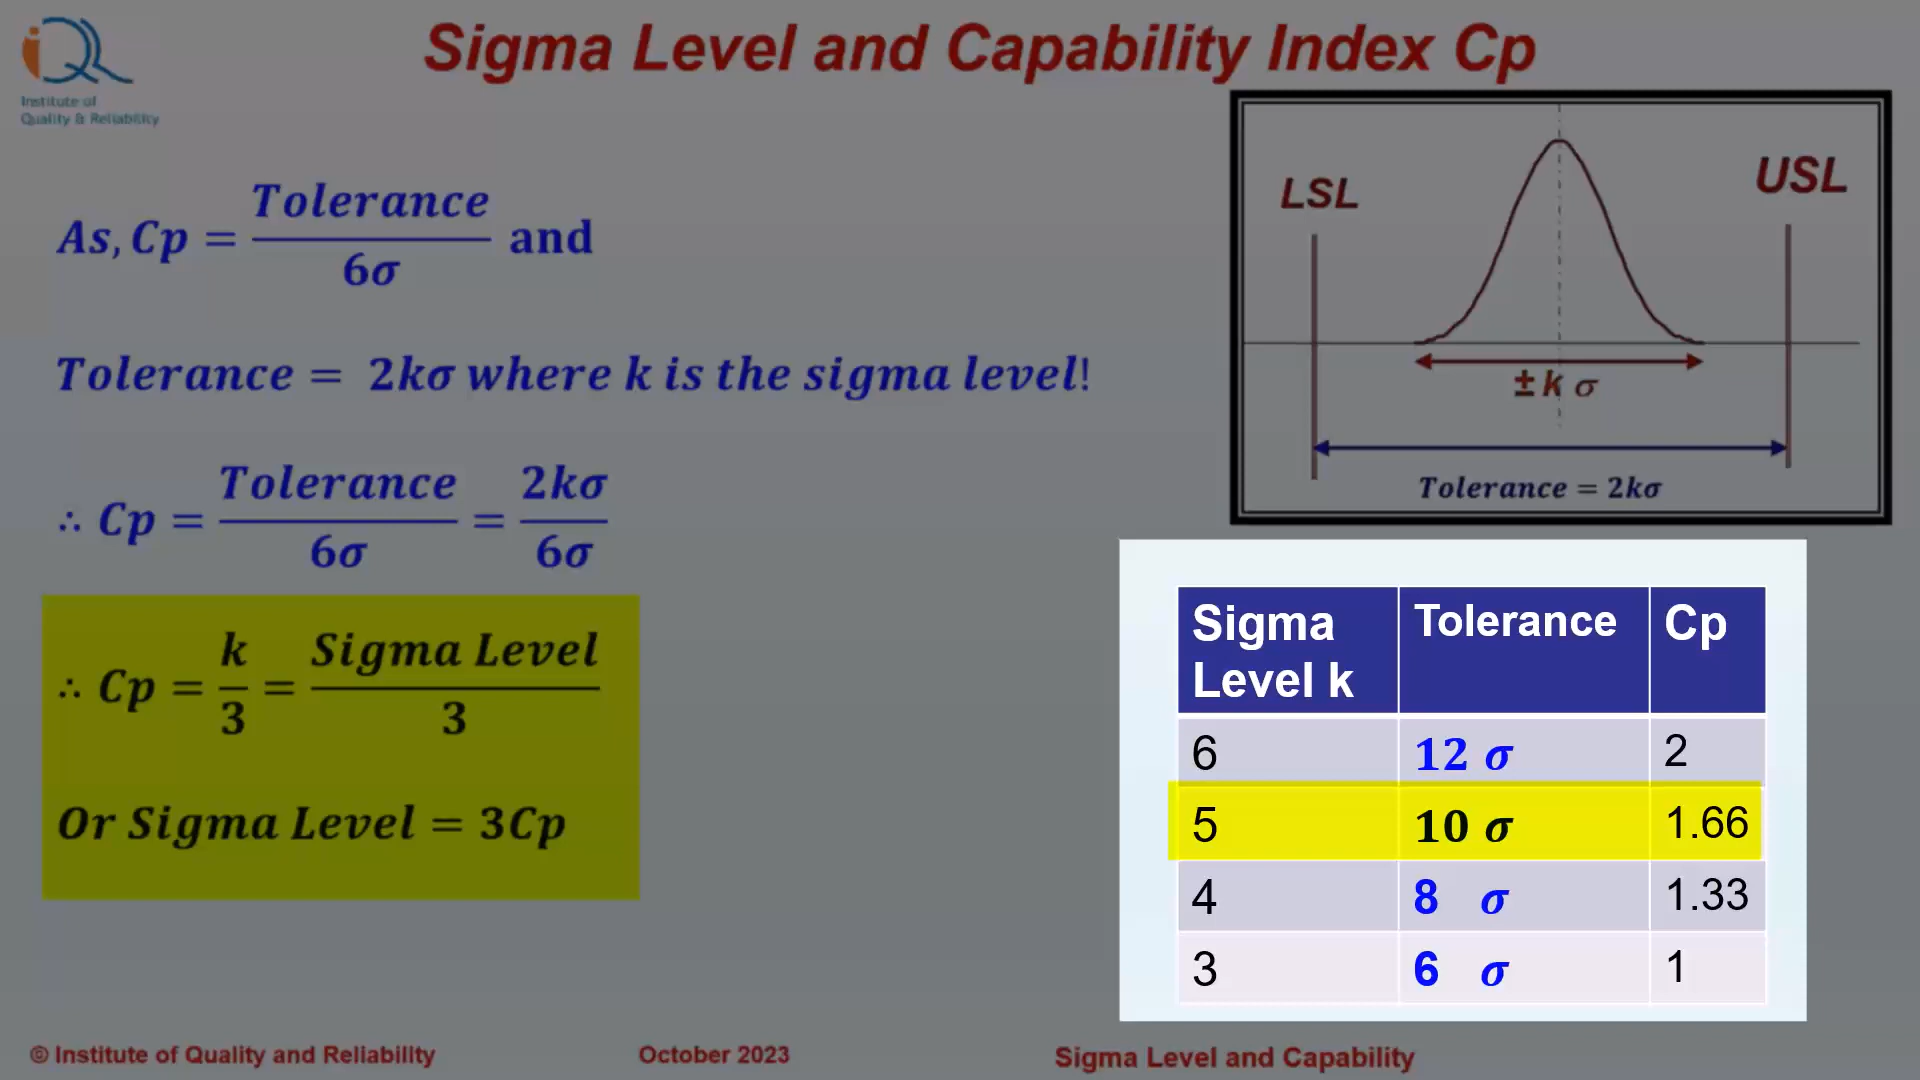 Institute of
Quality & Reliability
Sigma Level and Capability Index Cp
As, Cp = Tolerance / 6σ and
Tolerance = 2kσ where k is the sigma level!
∴ Cp = Tolerance / 6σ = 2kσ / 6σ
∴ Cp = k / 3 = Sigma Level / 3
Or Sigma Level = 3Cp
LSL
USL
± k σ
Tolerance = 2kσ
Sigma Level k Tolerance Cp
6 12 σ 2
5 10 σ 1.66
4 8 σ 1.33
3 6 σ 1
© Institute of Quality and Reliability
October 2023
Sigma Level and Capability